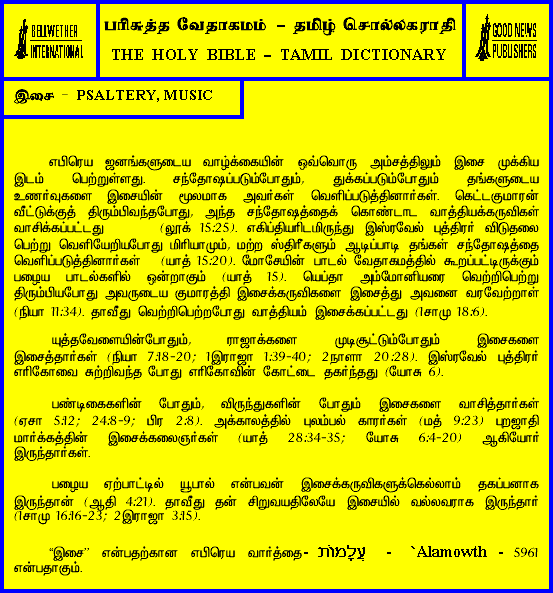 BELLWETHER
INTERNATIONAL
பரிசுத்த வேதாகமம் – தமிழ் சொல்லகராதி
THE HOLY BIBLE – TAMIL DICTIONARY
GOOD NEWS
PUBLISHERS
இசை - PSALTERY, MUSIC
எபிரெய ஜனங்களுடைய வாழ்க்கையின் ஒவ்வொரு அம்சத்திலும் இசை முக்கிய
இடம் பெற்றுள்ளது. சந்தோஷப்படும்போதும், துக்கப்படும்போதும் தங்களுடைய
உணர்வுகளை இசையின் மூலமாக அவர்கள் வெளிப்படுத்தினார்கள். கெட்டகுமாரன்
வீட்டுக்குத் திரும்பிவந்தபோது, அந்த சந்தோஷத்தைக் கொண்டாட வாத்தியக்கருவிகள்
வாசிக்கப்பட்டது (லூக் 15:25). எகிப்தியரிடமிருந்து இஸ்ரவேல் புத்திரர் விடுதலை
பெற்று வெளியேறியபோது மிரியாமும், மற்ற ஸ்திரீகளும் ஆடிப்பாடி தங்கள் சந்தோஷத்தை
வெளிப்படுத்தினார்கள் (யாத் 15:20). மோசேயின் பாடல் வேதாகமத்தில் கூறப்பட்டிருக்கும்
பழைய பாடல்களில் ஒன்றாகும் (யாத் 15). யெப்தா அம்மோனியரை வெற்றிபெற்று
திரும்பியபோது அவருடைய குமாரத்தி இசைக்கருவிகளை இசைத்து அவனை வரவேற்றாள்
(நியா 11:34). தாவீது வெற்றிபெற்றபோது வாத்தியம் இசைக்கப்பட்டது (1சாமு 18:6).
யுத்தவேளையின்போதும், ராஜாக்களை முடிசூட்டும்போதும் இசைகளை
இசைத்தார்கள் (நியா 7:18-20; 1இராஜா 1:39-40; 2நாளா 20:28). இஸ்ரவேல் புத்திரர்
எரிகோவை சுற்றிவந்த போது எரிகோவின் கோட்டை தகர்ந்தது (யோசு 6).
பண்டிகைகளின் போதும், விருந்துகளின் போதும் இசைகளை வாசித்தார்கள்
(ஏசா 5:12; 24:8-9; பிர 2:8). அக்காலத்தில் புலம்பல் காரர்கள் (மத் 9:23) புறஜாதி
மார்க்கத்தின் இசைக்கலைஞர்கள் (யாத் 28:34-35; யோசு 6:4-20) ஆகியோர்
இருந்தார்கள்.
பழைய ஏற்பாட்டில் யூபால் என்பவன் இசைக்கருவிகளுக்கெல்லாம் தகப்பனாக
இருந்தான் (ஆதி 4:21). தாவீது தன் சிறுவயதிலேயே இசையில் வல்லவராக இருந்தார்
(1சாமு 16:16-23; 2இராஜா 3:15).
“இசை” என்பதற்கான எபிரெய வார்த்தை- עֲלָמוֹת - `Alamowth - 5961
என்பதாகும்.